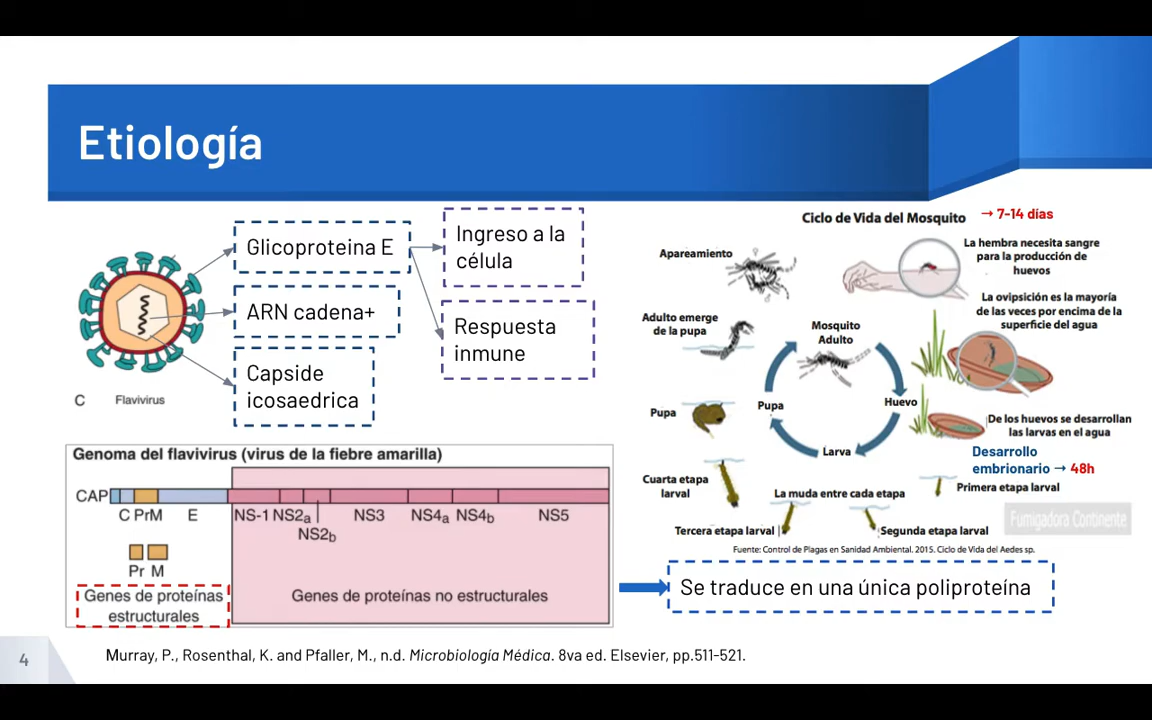 Etiología
Glicoproteina E
ARN cadena+
Capside
icosaedrica
Ingreso a la
célula
Respuesta
inmune
C Flavivirus
Genoma del flavivirus (virus de la fiebre amarilla)
CAP
C PrM E NS-1 NS2a NS3 NS4a NS4b NS5
NS2b
Pr M
Genes de proteínas
estructurales
Genes de proteínas no estructurales
Ciclo de Vida del Mosquito → 7-14 días
Apareamiento
La hembra necesita sangre
para la producción de
huevos
La ovipsición es la mayoría
de las veces por encima de la
superficie del agua
Adulto emerge
de la pupa
Mosquito
Adulto
Pupa
Pupa
Huevo
Larva
De los huevos se desarrollan
las larvas en el agua
Desarrollo
embrionario → 48h
Primera etapa larval
Cuarta etapa
larval
La muda entre cada etapa
Tercera etapa larval
Segunda etapa larval
Fumigadora Continente
Fuente: Control de Plagas en Sanidad Ambiental. 2015. Ciclo de Vida del Aedes sp.
Se traduce en una única poliproteína
4
Murray, P., Rosenthal, K. and Pfaller, M., n.d. Microbiología Médica. 8va ed. Elsevier, pp.511-521.